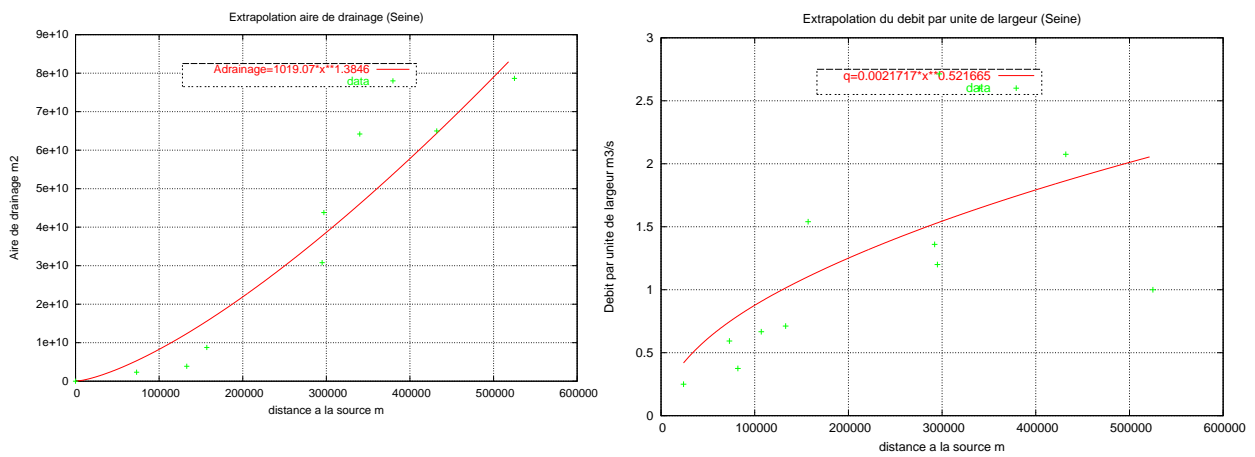 Extrapolation aire de drainage (Seine)
Adrainage=1019.07*x**1.3846
data
9e+10
8e+10
7e+10
6e+10
5e+10
4e+10
3e+10
2e+10
1e+10
0
Aire de drainage m2
0 100000 200000 300000 400000 500000 600000
distance a la source m
Extrapolation du debit par unite de largeur (Seine)
q=0.0021717*x**0.521665
data
3
2.5
2
1.5
1
0.5
0
Debit par unite de largeur m3/s
0 100000 200000 300000 400000 500000 600000
distance a la source m